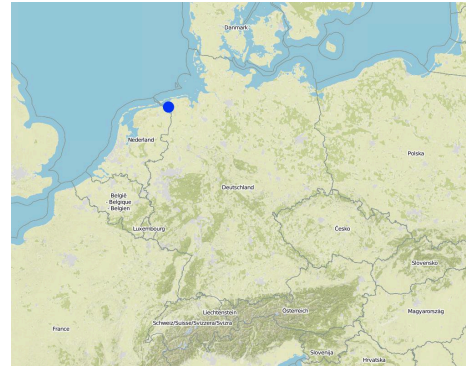 Danmark
Nederland
Polska
België
- Belgique
- Belgien
Deutschland
Luxembourg
Česko
Slovensko
France
Liechtenstein
Österreich
Magyarország
Schweiz/Suisse/Svizzera/Svizra
Slovenija
Hrvatska